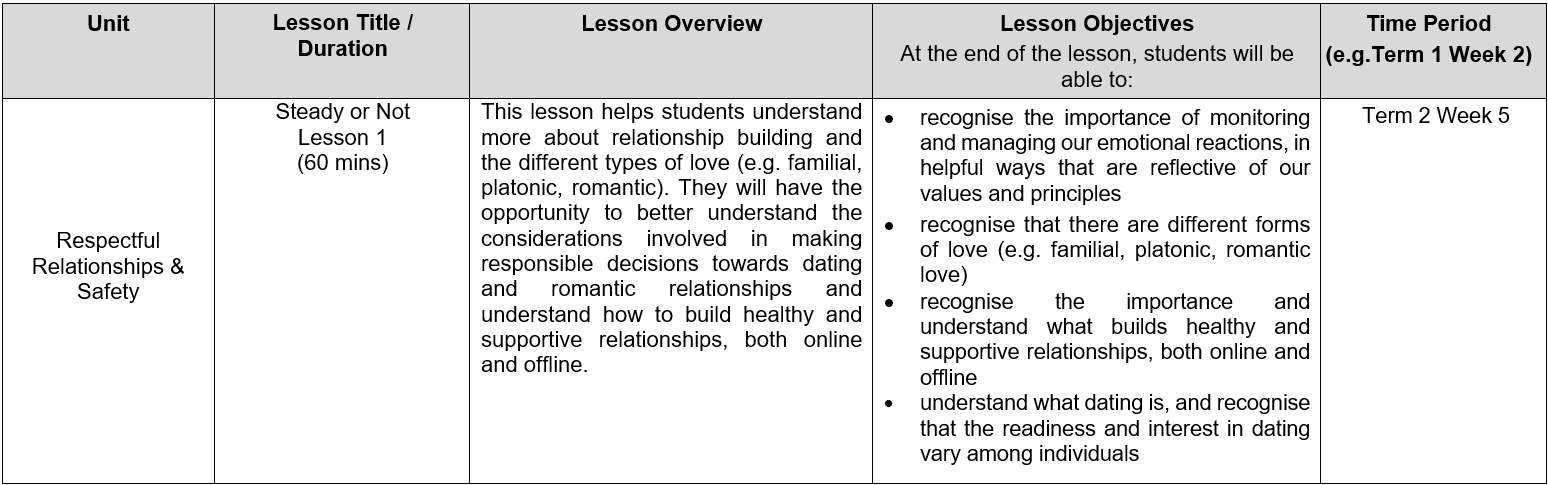 Unit
Lesson Title /
Duration
Lesson Overview
Lesson Objectives
At the end of the lesson, students will be
able to:
Time Period
(e.g.Term 1 Week 2)
Respectful
Relationships &
Safety
Steady or Not
Lesson 1
(60 mins)
This lesson helps students understand
more about relationship building and
the different types of love (e.g. familial,
platonic, romantic). They will have the
opportunity to better understand the
considerations involved in making
responsible decisions towards dating
and romantic relationships and
understand how to build healthy and
supportive relationships, both online
and offline.
• recognise the importance of monitoring
and managing our emotional reactions, in
helpful ways that are reflective of our
values and principles
• recognise that there are different forms
of love (e.g. familial, platonic, romantic
love)
• recognise the importance and
understand what builds healthy and
supportive relationships, both online and
offline
• understand what dating is, and recognise
that the readiness and interest in dating
vary among individuals
Term 2 Week 5